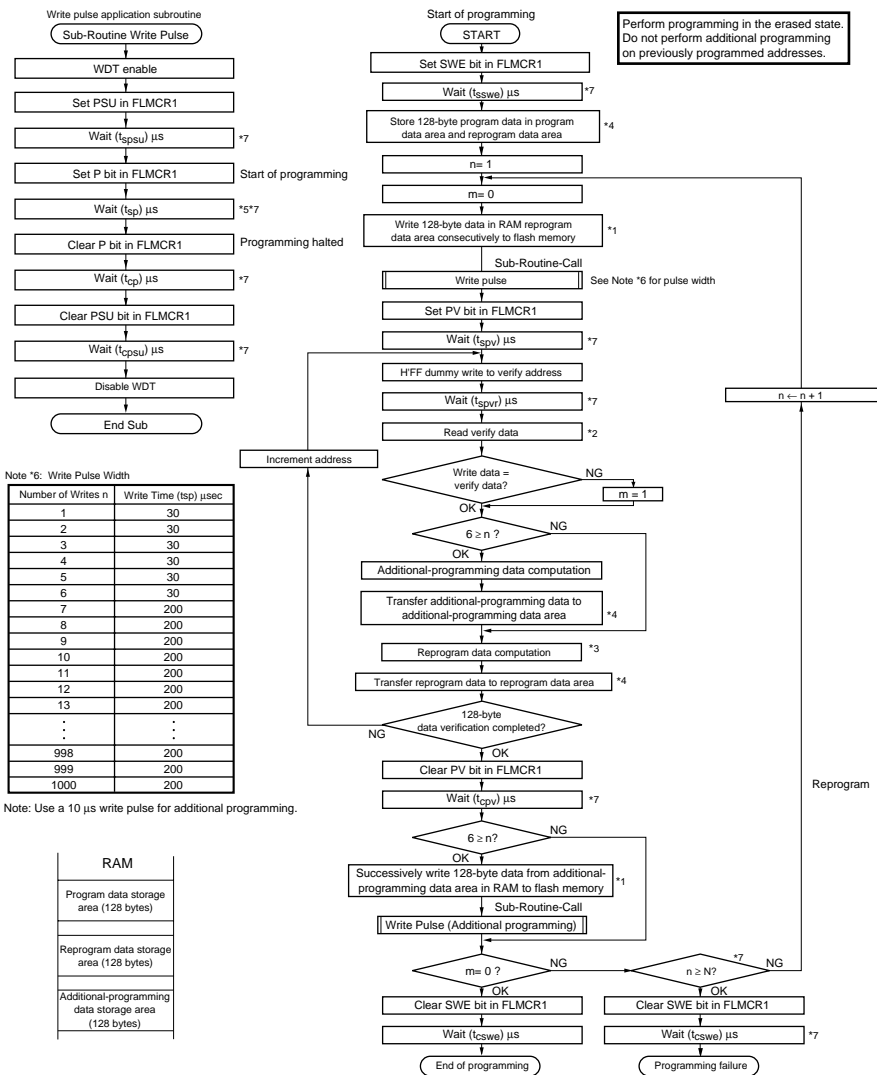 Write pulse application subroutine
Sub-Routine Write Pulse
WDT enable
Set PSU in FLMCR1
Wait (tspsu) μs
*7
Set P bit in FLMCR1
Start of programming
Wait (tsp) μs
*5*7
Clear P bit in FLMCR1
Programming halted
Wait (tcp) μs
*7
Clear PSU bit in FLMCR1
Wait (tcpsu) μs
*7
Disable WDT
End Sub
Note *6: Write Pulse Width
Number of Writes n Write Time (tsp) μsec
1 30
2 30
3 30
4 30
5 30
6 30
7 200
8 200
9 200
10 200
11 200
12 200
13 200
998 200
999 200
1000 200
Note: Use a 10 μs write pulse for additional programming.
RAM
Program data storage
area (128 bytes)
Reprogram data storage
area (128 bytes)
Additional-programming
data storage area
(128 bytes)
Start of programming
START
Set SWE bit in FLMCR1
Wait (tsswe) μs
*7
Store 128-byte program data in program
data area and reprogram data area
*4
n= 1
m= 0
Write 128-byte data in RAM reprogram
data area consecutively to flash memory
*1
Sub-Routine-Call
Write pulse
See Note *6 for pulse width
Set PV bit in FLMCR1
Wait (tspv) μs
*7
H'FF dummy write to verify address
Wait (tspvr) μs
*7
Read verify data
*2
Increment address
Write data =
verify data?
NG
m = 1
OK
6 ≥ n ?
NG
OK
Additional-programming data computation
Transfer additional-programming data to
additional-programming data area
*4
Reprogram data computation
*3
Transfer reprogram data to reprogram data area
*4
128-byte
data verification completed?
NG
OK
Clear PV bit in FLMCR1
Wait (tcpv) μs
*7
6 ≥ n?
NG
OK
Successively write 128-byte data from additional-
programming data area in RAM to flash memory
*1
Sub-Routine-Call
Write Pulse (Additional programming)
m= 0 ?
NG
OK
Clear SWE bit in FLMCR1
Wait (tcswe) μs
End of programming
n ≥ N?
*7
NG
OK
Clear SWE bit in FLMCR1
Wait (tcswe) μs
*7
Programming failure
n ← n + 1
Reprogram
Perform programming in the erased state.
Do not perform additional programming
on previously programmed addresses.